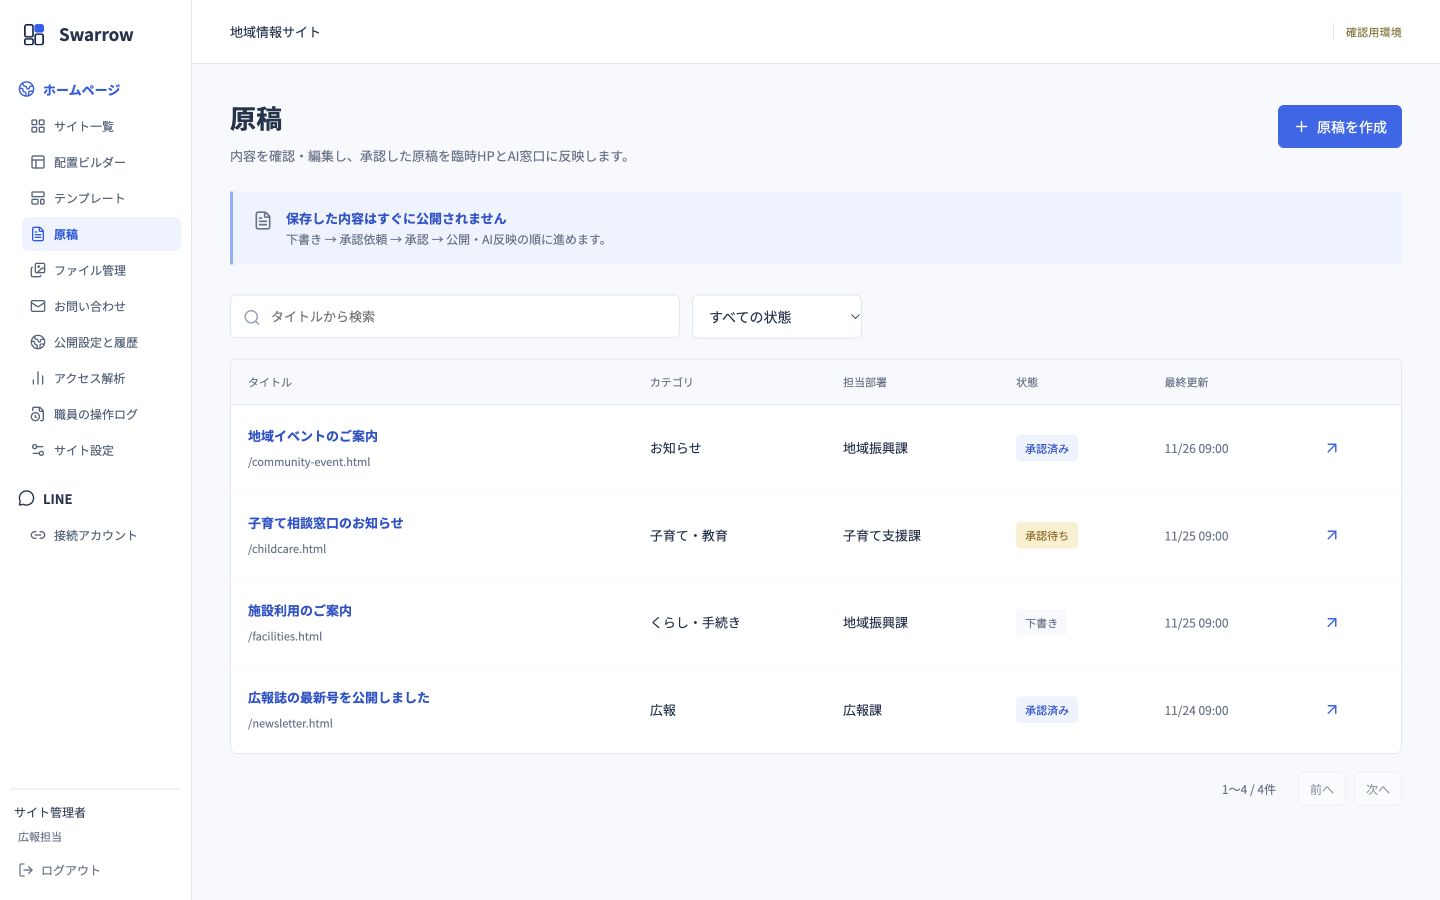 Swarrow
ホームページ
サイト一覧
配置ビルダー
テンプレート
原稿
ファイル管理
お問い合わせ
公開設定と履歴
アクセス解析
職員の操作ログ
サイト設定
LINE
接続アカウント
サイト管理者
広報担当
ログアウト
地域情報サイト
確認用環境
原稿
内容を確認・編集し、承認した原稿を臨時HPとAI窓口に反映します。
原稿を作成
保存した内容はすぐに公開されません
下書き → 承認依頼 → 承認 → 公開・AI反映の順に進めます。
タイトルから検索
すべての状態
タイトル カテゴリ 担当部署 状態 最終更新
地域イベントのご案内
/community-event.html
お知らせ 地域振興課 承認済み 11/26 09:00
子育て相談窓口のお知らせ
/childcare.html
子育て・教育 子育て支援課 承認待ち 11/25 09:00
施設利用のご案内
/facilities.html
くらし・手続き 地域振興課 下書き 11/25 09:00
広報誌の最新号を公開しました
/newsletter.html
広報 広報課 承認済み 11/24 09:00
1〜4 / 4件 前へ 次へ